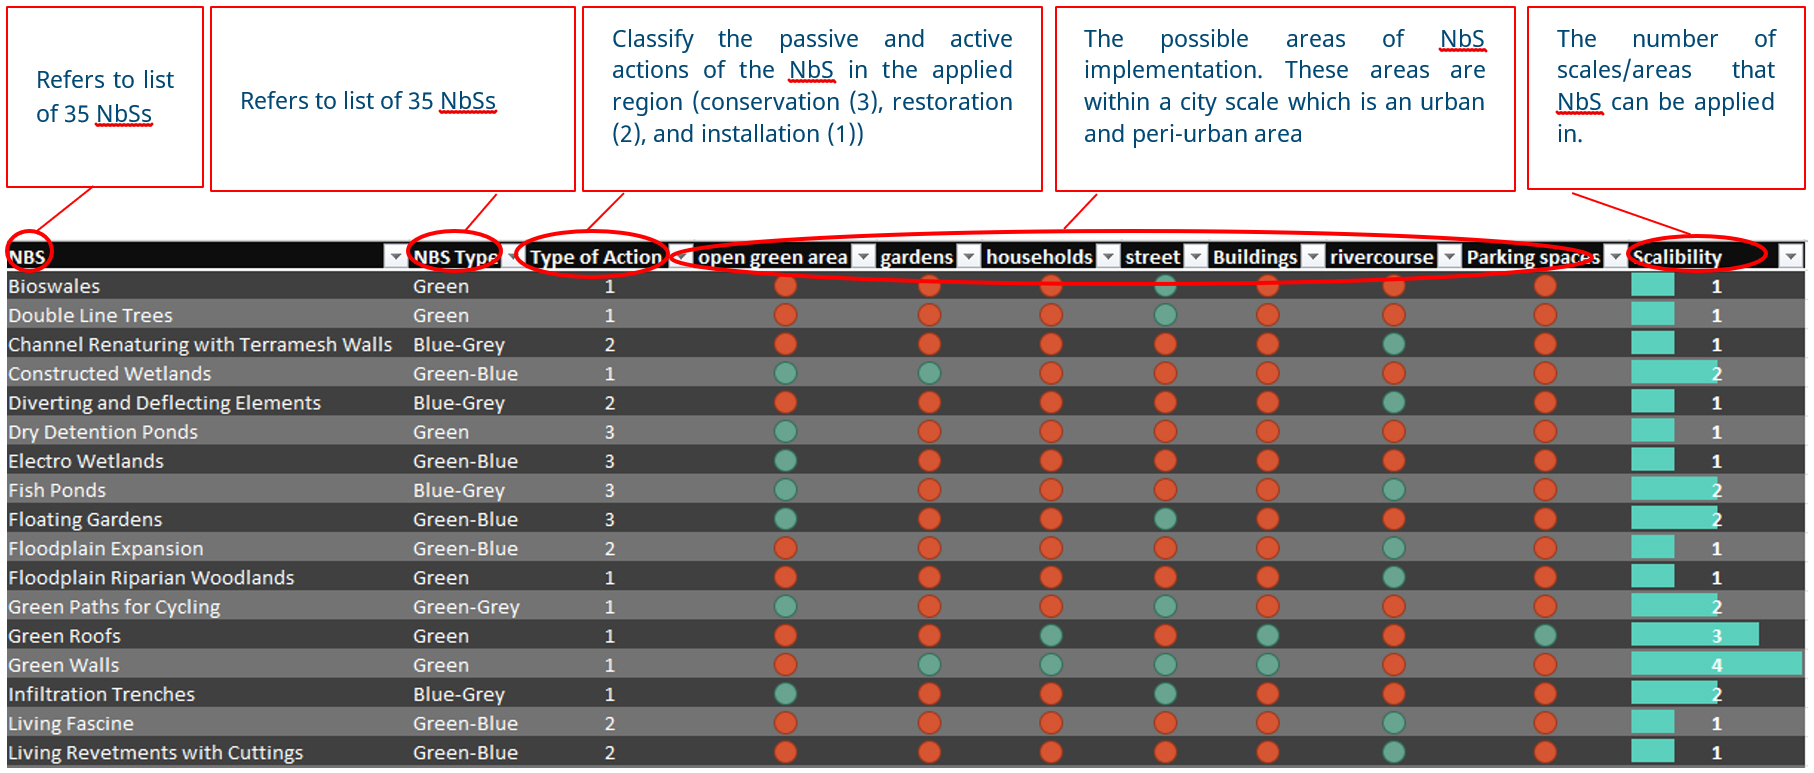 Refers to list
of 35 NbSs
Refers to list of 35 NbSs
Classify the passive and active
actions of the NbS in the applied
region (conservation (3), restoration
(2), and installation (1))
The possible areas of NbS
implementation. These areas are
within a city scale which is an urban
and peri-urban area
The number of
scales/areas that
NbS can be applied
in.
NBS NBS Type Type of Action open green area gardens households street Buildings rivercourse Parking spaces Scalibility
Bioswales Green 1 1
Double Line Trees Green 1 1
Channel Renaturing with Terramesh Walls Blue-Grey 2 1
Constructed Wetlands Green-Blue 1 2
Diverting and Deflecting Elements Blue-Grey 2 1
Dry Detention Ponds Green 3 1
Electro Wetlands Green-Blue 3 1
Fish Ponds Blue-Grey 3 2
Floating Gardens Green-Blue 3 2
Floodplain Expansion Green-Blue 2 1
Floodplain Riparian Woodlands Green 1 1
Green Paths for Cycling Green-Grey 1 2
Green Roofs Green 1 3
Green Walls Green 1 4
Infiltration Trenches Blue-Grey 1 2
Living Fascine Green-Blue 2 1
Living Revetments with Cuttings Green-Blue 2 1